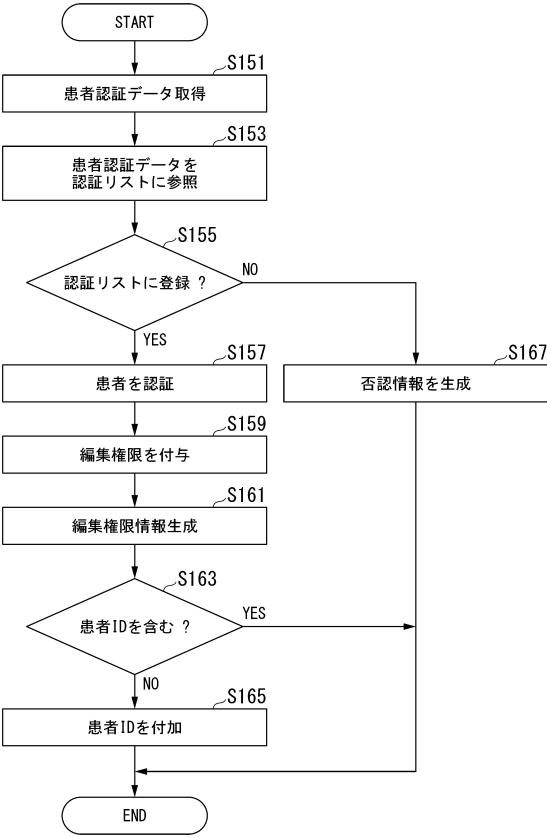 START
S151
患者認証データ取得
S153
患者認証データを
認証リストに参照
S155
認証リストに登録 ?
NO
YES
S157
患者を認証
S167
否認情報を生成
S159
編集権限を付与
S161
編集権限情報生成
S163
患者IDを含む ?
YES
NO
S165
患者IDを付加
END